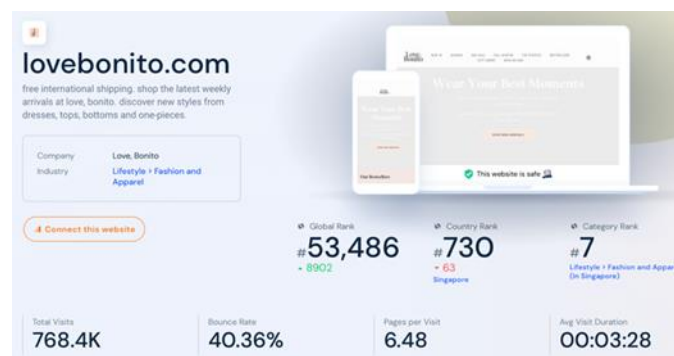 lovebonito.com
free international shipping. shop the latest weekly
arrivals at love, bonito. discover new styles from
dresses, tops, bottoms and one-pieces.
Company Love, Bonito
Industry Lifestyle > Fashion and
Apparel
Connect this website
Love,
Bonito
Wear Your Best Moments
Our Bestsellers
This website is safe
Global Rank
#53,486
8902
Country Rank
#730
63
Singapore
Category Rank
#7
Lifestyle > Fashion and Appar
(In Singapore)
Total Visits
768.4K
Bounce Rate
40.36%
Pages per Visit
6.48
Avg Visit Duration
00:03:28